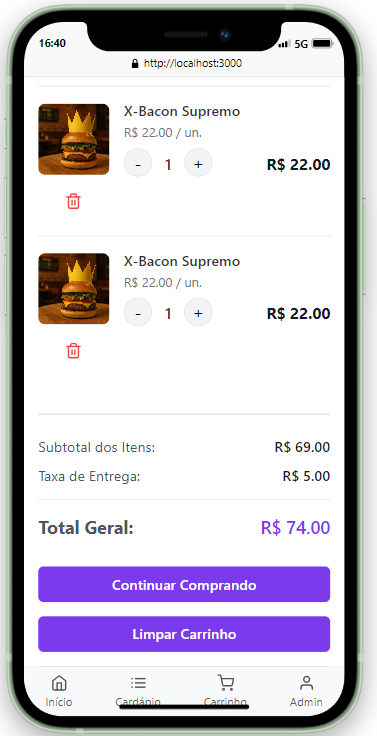 16:40
5G
http://localhost:3000
X-Bacon Supremo
R$ 22.00 / un.
- 1 + R$ 22.00
X-Bacon Supremo
R$ 22.00 / un.
- 1 + R$ 22.00
Subtotal dos Itens: R$ 69.00
Taxa de Entrega: R$ 5.00
Total Geral: R$ 74.00
Continuar Comprando
Limpar Carrinho
Início Cardápio Carrinho Admin